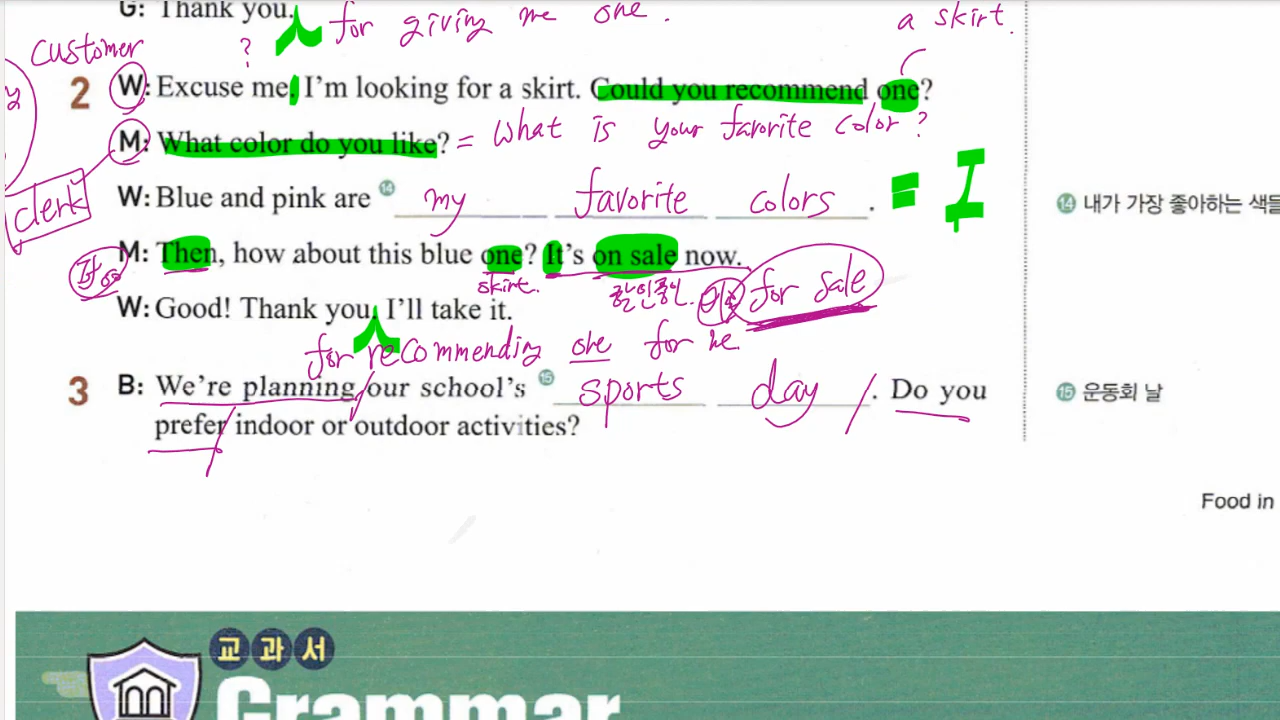 G: Thank you. for giving me one. a skirt.
customer ?
2 W: Excuse me, I'm looking for a skirt. Could you recommend one?
M: What color do you like? = What is your favorite color?
clerk
W: Blue and pink are ⑭ my favorite colors. = I
⑭ 내가 가장 좋아하는 색들
M: Then, how about this blue one? It's on sale now.
skirt. 할인중인. for sale
W: Good! Thank you. I'll take it.
for recommending one for me.
3 B: We're planning our school's ⑮ sports day. Do you
⑮ 운동회 날
prefer indoor or outdoor activities?
Food in
교과서
Grammar